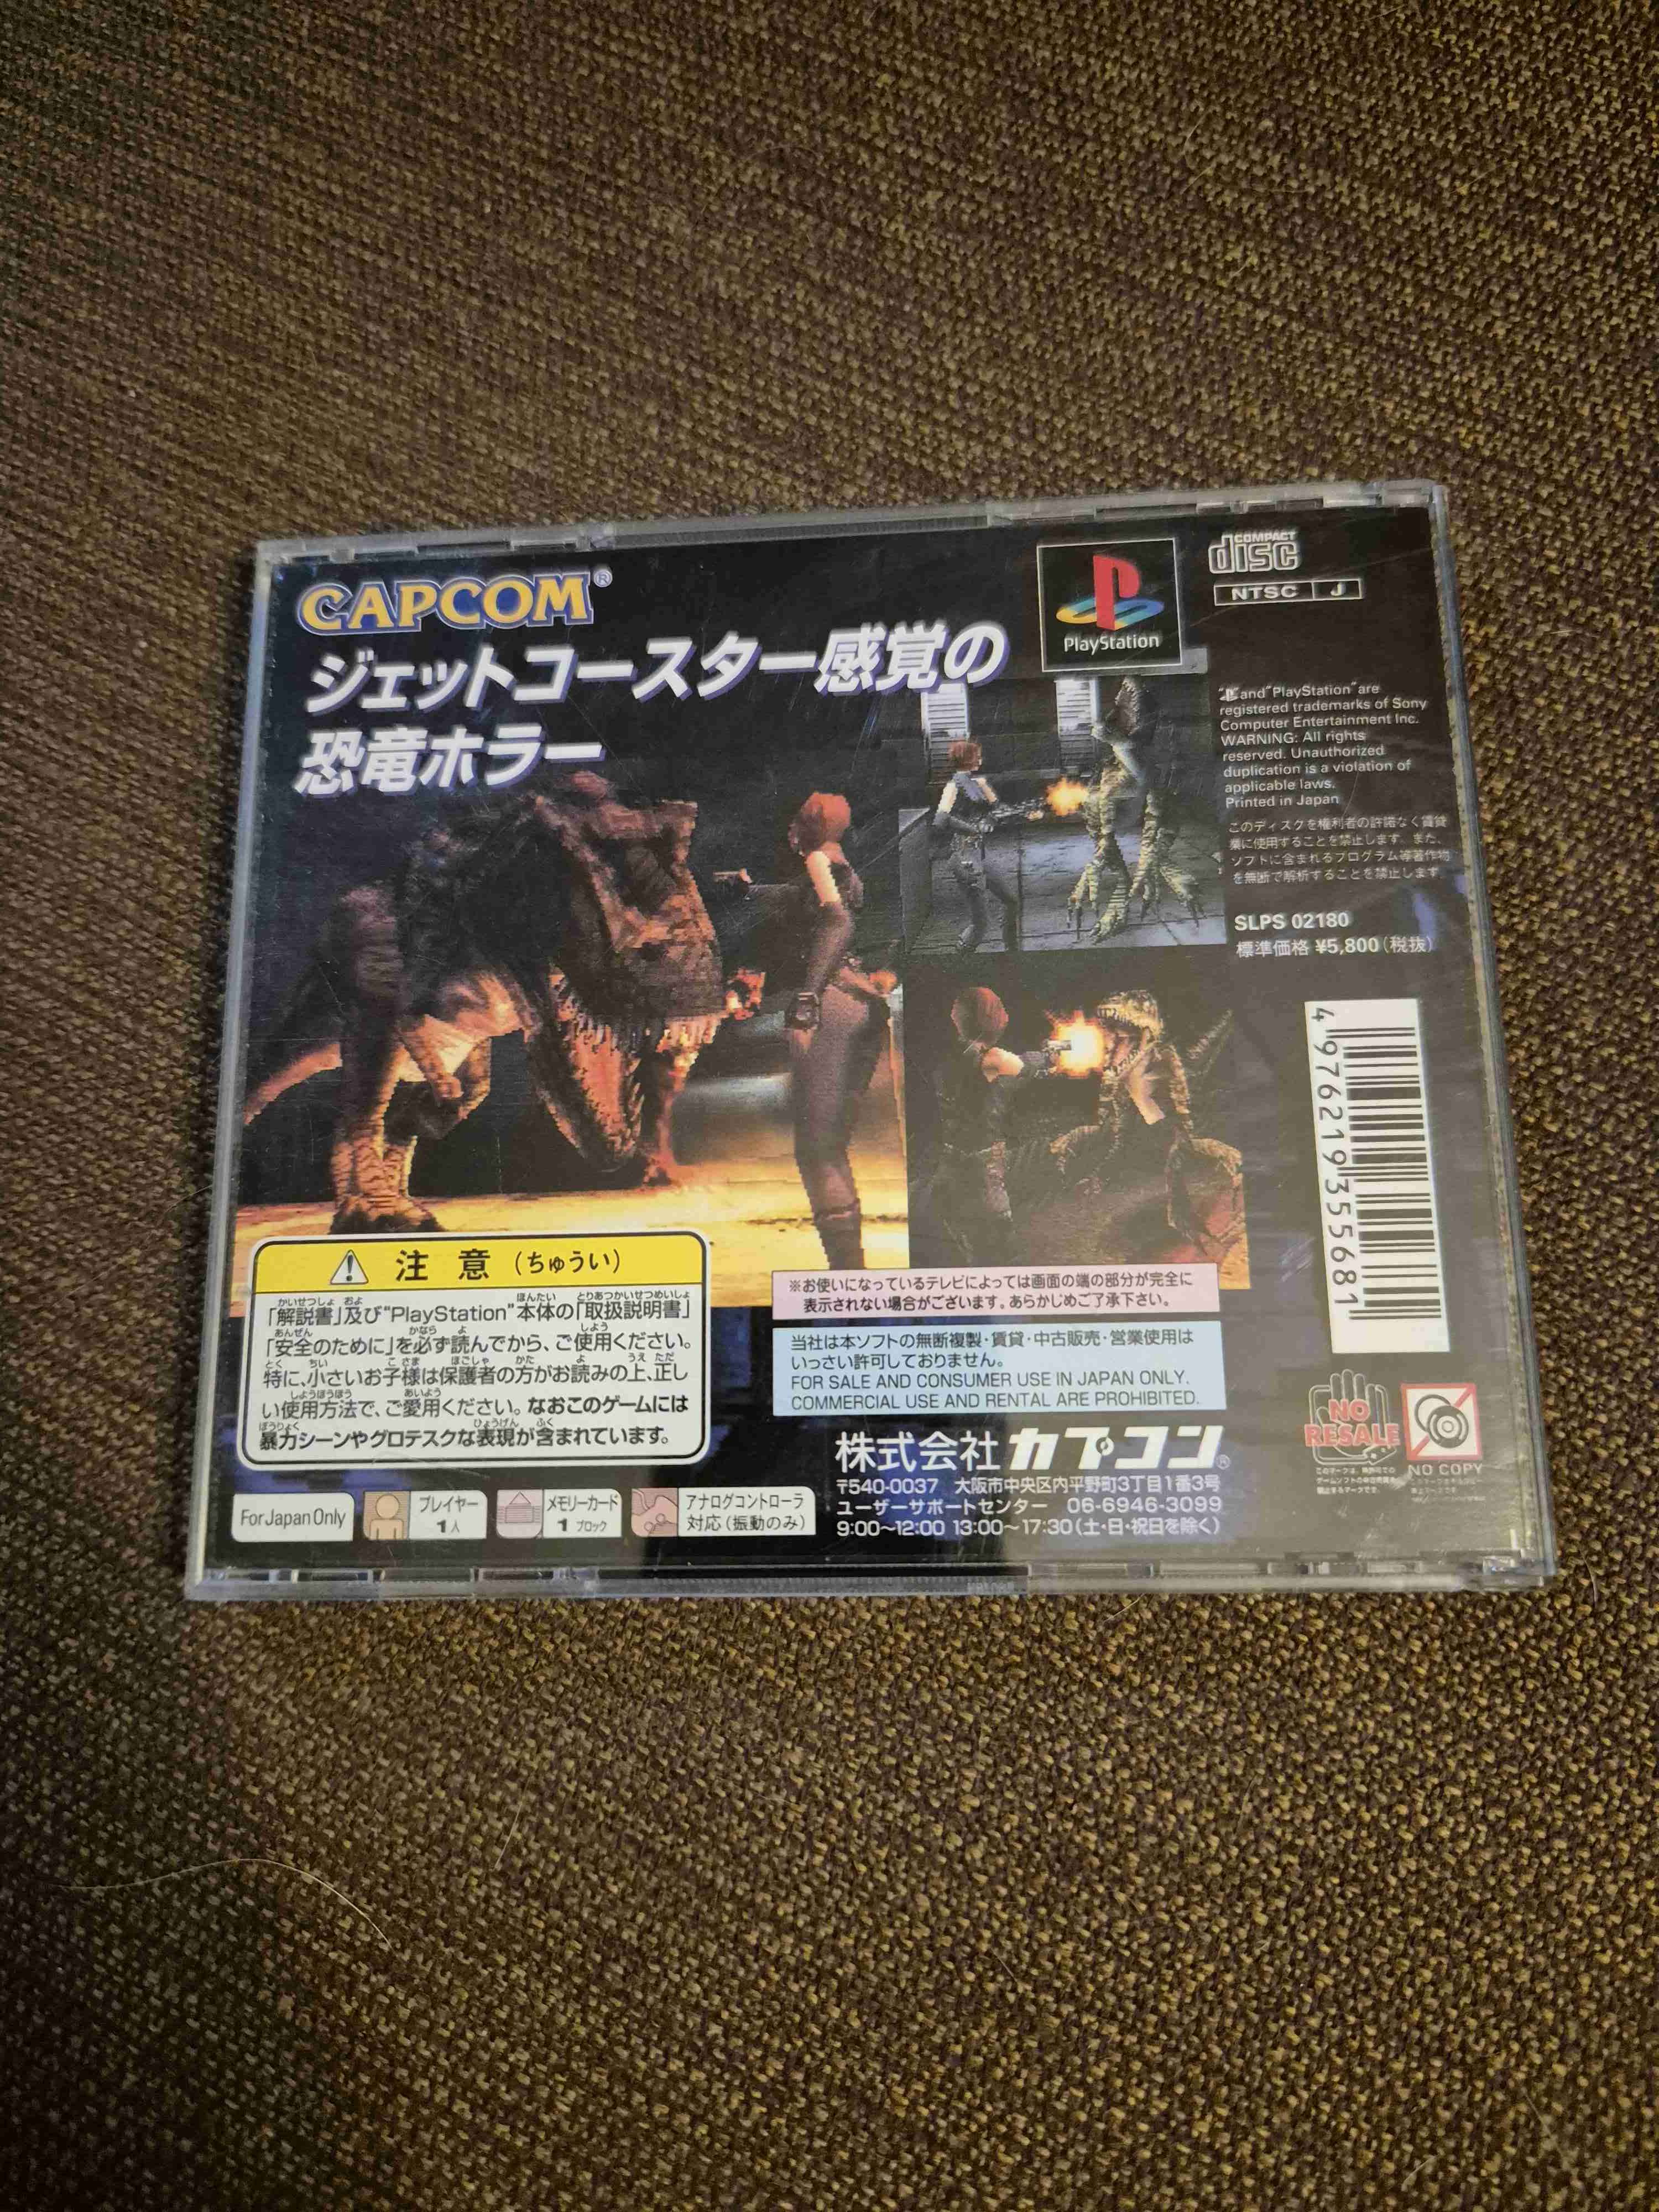 CAPCOM®
ジェットコースター感覚の
恐竜ホラー
PlayStation
COMPACT
disc
NTSC J
"PS" and "PlayStation" are
registered trademarks of Sony
Computer Entertainment Inc.
WARNING: All rights
reserved. Unauthorized
duplication is a violation of
applicable laws.
Printed in Japan
このディスクを権利者の許諾なく賃貸
業に使用することを禁止します。また、
ソフトに含まれるプログラム等著作物
を無断で解析することを禁止します。
SLPS 02180
標準価格 ¥5,800(税抜)
4976219355681
注意(ちゅうい)
「解説書」及び"PlayStation"本体の「取扱説明書」
「安全のために」を必ず読んでから、ご使用ください。
特に、小さいお子様は保護者の方がお読みの上、正し
い使用方法で、ご愛用ください。なおこのゲームには
暴力シーンやグロテスクな表現が含まれています。
※お使いになっているテレビによっては画面の端の部分が完全に
表示されない場合がございます。あらかじめご了承下さい。
当社は本ソフトの無断複製・賃貸・中古販売・営業使用は
いっさい許可しておりません。
FOR SALE AND CONSUMER USE IN JAPAN ONLY.
COMMERCIAL USE AND RENTAL ARE PROHIBITED.
株式会社カプコン®
〒540-0037 大阪市中央区内平野町3丁目1番3号
ユーザーサポートセンター 06-6946-3099
9:00〜12:00 13:00〜17:30(土・日・祝日を除く)
NO
RESALE
NO COPY
For Japan Only
プレイヤー
1人
メモリーカード
1ブロック
アナログコントローラ
対応(振動のみ)